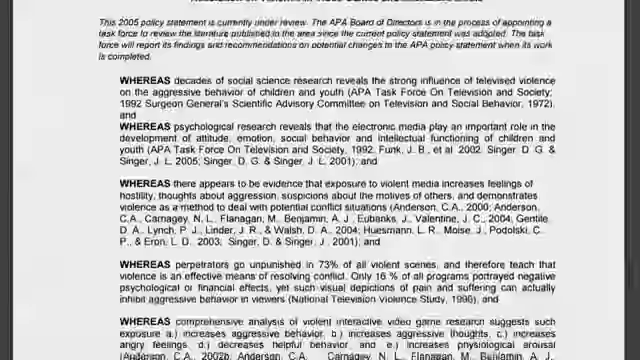 This 2005 policy statement is currently under review. The APA Board of Directors is in the process of appointing a
task force to review the literature published in the area since the current policy statement was adopted. The task
force will report its findings and recommendations on potential changes to the APA policy statement when its work
is completed.
WHEREAS decades of social science research reveals the strong influence of televised violence
on the aggressive behavior of children and youth (APA Task Force On Television and Society;
1992 Surgeon General's Scientific Advisory Committee on Television and Social Behavior, 1972),
and
WHEREAS psychological research reveals that the electronic media play an important role in the
development of attitude, emotion, social behavior and intellectual functioning of children and
youth (APA Task Force On Television and Society, 1992, Funk, J. B., et al. 2002. Singer, D. G. &
Singer, J. L. 2005; Singer, D. G. & Singer, J. L. 2001); and
WHEREAS there appears to be evidence that exposure to violent media increases feelings of
hostility, thoughts about aggression, suspicions about the motives of others, and demonstrates
violence as a method to deal with potential conflict situations (Anderson, C.A., 2000; Anderson,
C.A., Carnagey, N. L., Flanagan, M., Benjamin, A. J., Eubanks, J., Valentine, J. C., 2004; Gentile,
D. A., Lynch, P. J., Linder, J. R., & Walsh, D. A., 2004; Huesmann, L. R., Moise, J., Podolski, C.
P., & Eron, L. D., 2003; Singer, D. & Singer, J., 2001); and
WHEREAS perpetrators go unpunished in 73% of all violent scenes, and therefore teach that
violence is an effective means of resolving conflict. Only 16 % of all programs portrayed negative
psychological or financial effects, yet such visual depictions of pain and suffering can actually
inhibit aggressive behavior in viewers (National Television Violence Study, 1996), and
WHEREAS comprehensive analysis of violent interactive video game research suggests such
exposure a.) increases aggressive behavior, b.) increases aggressive thoughts, c.) increases
angry feelings, d.) decreases helpful behavior, and e.) increases physiological arousal
(Anderson, C.A., 2002b, Anderson, C.A., Carnagey, N. L., Flanagan, M., Benjamin, A. J.,